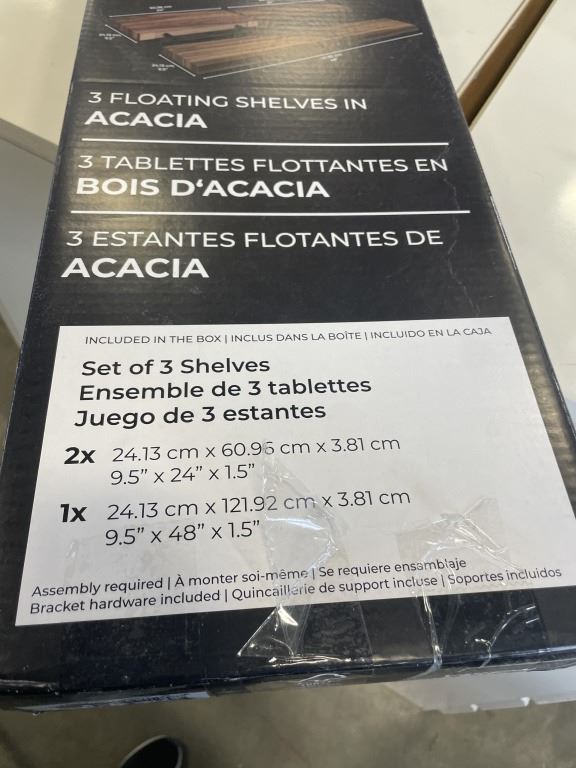 3 FLOATING SHELVES IN
ACACIA
3 TABLETTES FLOTTANTES EN
BOIS D‘ACACIA
3 ESTANTES FLOTANTES DE
ACACIA
INCLUDED IN THE BOX | INCLUS DANS LA BOÎTE | INCLUIDO EN LA CAJA
Set of 3 Shelves
Ensemble de 3 tablettes
Juego de 3 estantes
2x 24.13 cm x 60.96 cm x 3.81 cm
9.5” x 24” x 1.5”
1x 24.13 cm x 121.92 cm x 3.81 cm
9.5” x 48” x 1.5”
Assembly required | À monter soi-même | Se requiere ensamblaje
Bracket hardware included | Quincaillerie de support incluse | Soportes incluidos